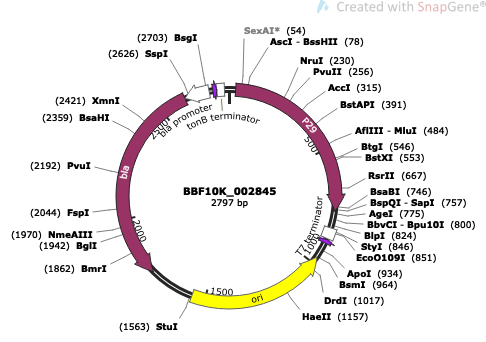 Created with SnapGene®
(2703) BsgI
(2626) SspI
SexAI* (54)
AscI - BssHII (78)
NruI (230)
PvuII (256)
AccI (315)
BstAPI (391)
AflIII - MluI (484)
BtgI (546)
BstXI (553)
RsrII (667)
BsaBI (746)
BspQI - SapI (757)
AgeI (775)
BbvCI - Bpu10I (800)
BlpI (824)
StyI (846)
EcoO109I (851)
ApoI (934)
BsmI (964)
DrdI (1017)
HaeII (1157)
(1563) StuI
(1862) BmrI
(1942) BglI
(1970) NmeAIII
(2044) FspI
(2192) PvuI
(2359) BsaHI
(2421) XmnI
bla promoter
tonB terminator
P29
T7 terminator
ori
bla
500
1000
1500
2000
2500
BBF10K_002845
2797 bp